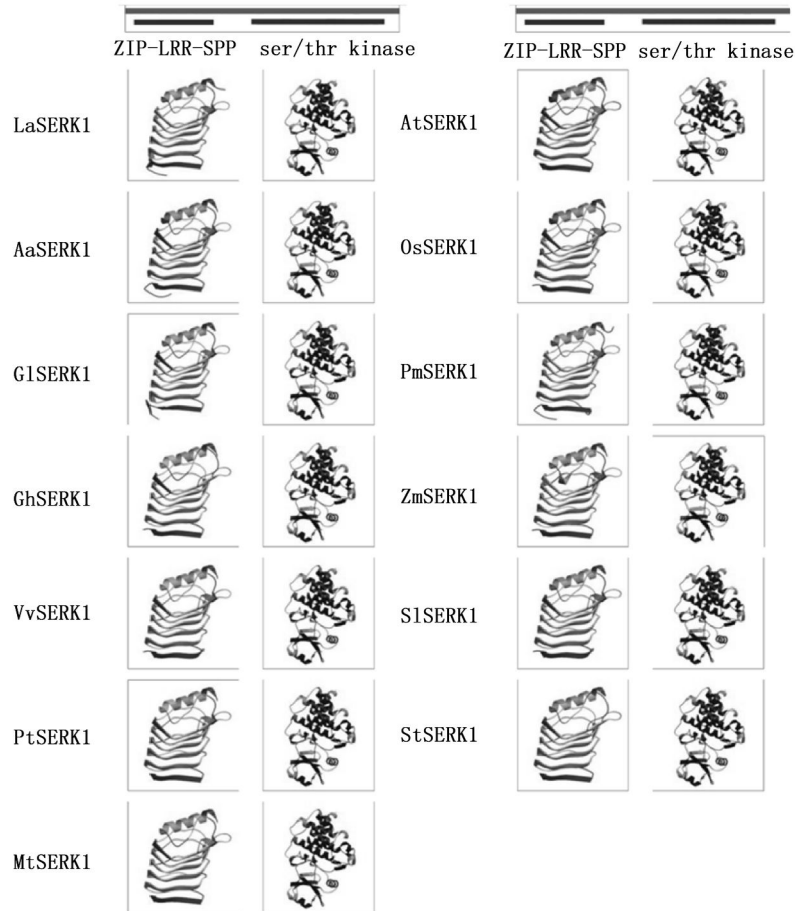 ZIP-LRR-SPP ser/thr kinase
ZIP-LRR-SPP ser/thr kinase
LaSERK1
AtSERK1
AaSERK1
OsSERK1
GlSERK1
PmSERK1
GhSERK1
ZmSERK1
VvSERK1
SlSERK1
PtSERK1
StSERK1
MtSERK1